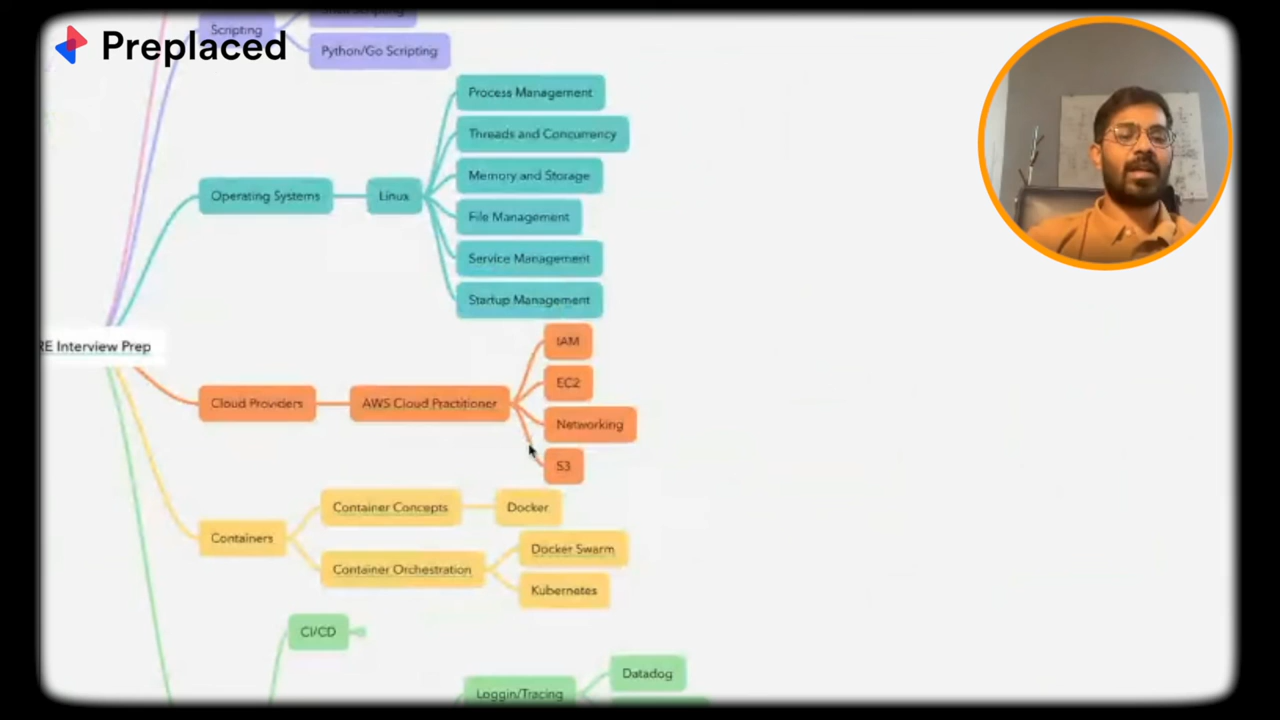 Scripting
Preplaced
Python/Go Scripting
Process Management
Threads and Concurrency
Memory and Storage
Operating Systems
Linux
File Management
Service Management
Startup Management
RE Interview Prep
IAM
EC2
Cloud Providers
AWS Cloud Practitioner
Networking
S3
Container Concepts
Docker
Containers
Docker Swarm
Container Orchestration
Kubernetes
CI/CD
Datadog
Loggin/Tracing